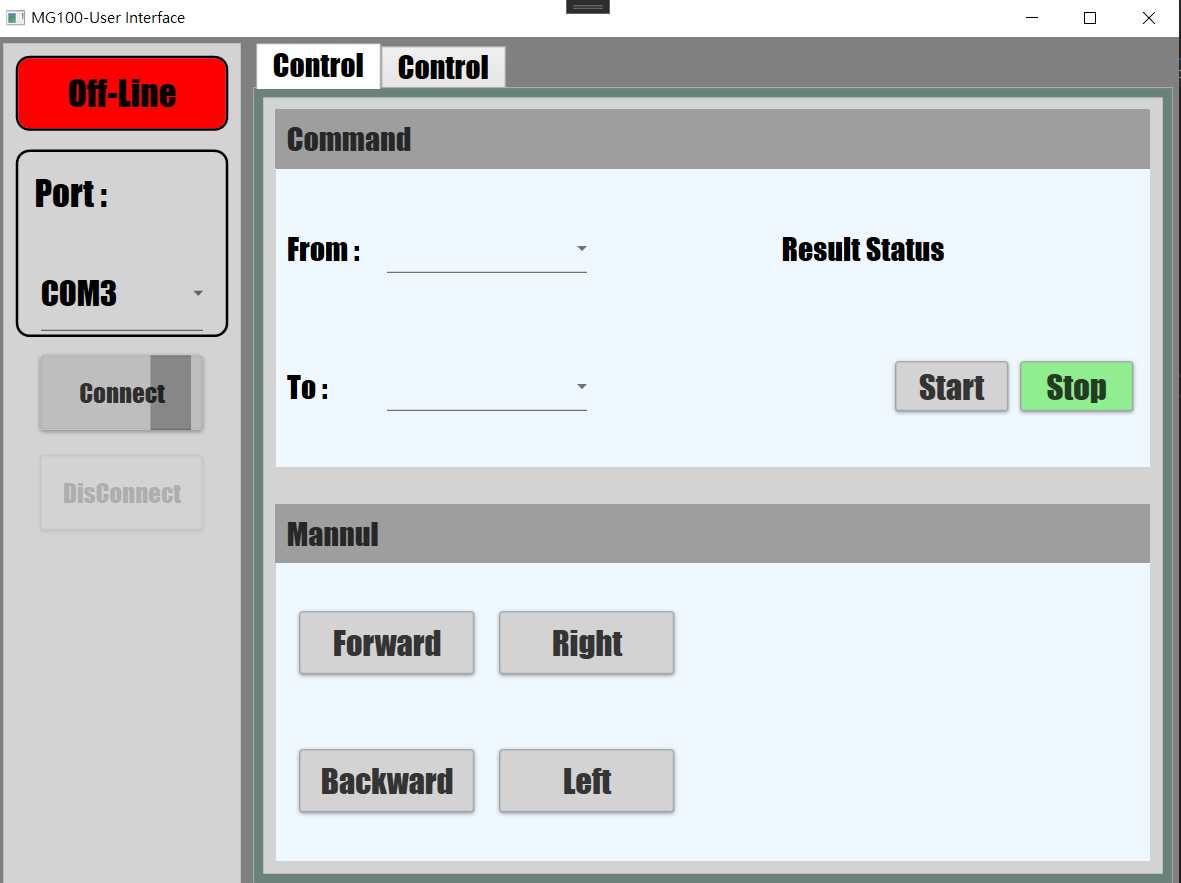 MG100-User Interface
Off-Line
Port :
COM3
Connect
DisConnect
Control
Control
Command
From :
Result Status
To :
Start
Stop
Mannul
Forward
Right
Backward
Left